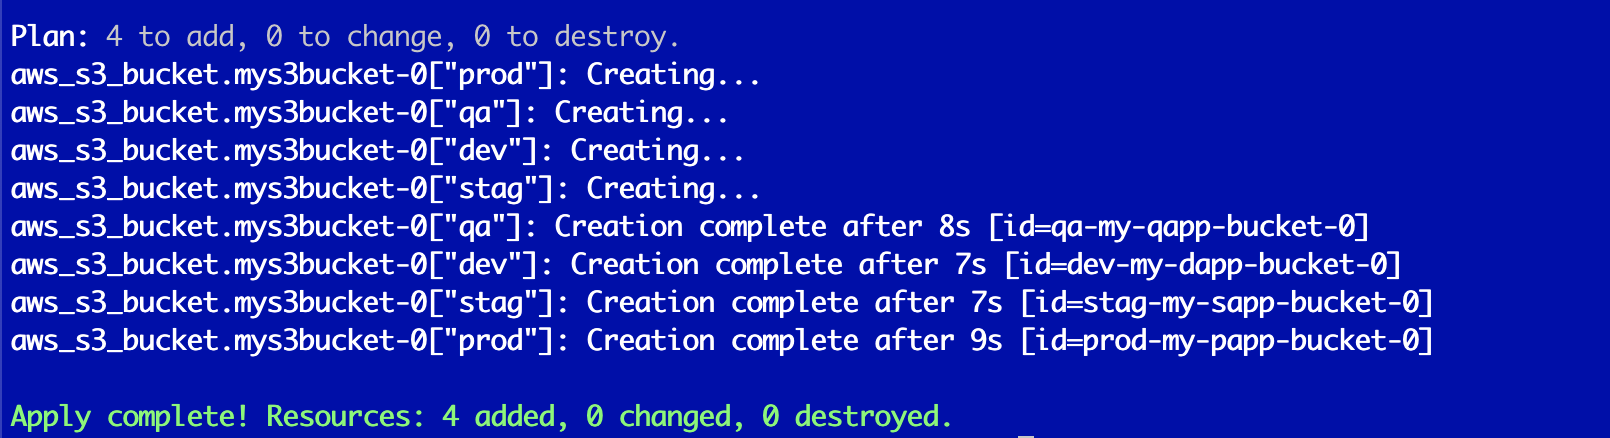 Plan: 4 to add, 0 to change, 0 to destroy.
aws_s3_bucket.mys3bucket-0["prod"]: Creating...
aws_s3_bucket.mys3bucket-0["qa"]: Creating...
aws_s3_bucket.mys3bucket-0["dev"]: Creating...
aws_s3_bucket.mys3bucket-0["stag"]: Creating...
aws_s3_bucket.mys3bucket-0["qa"]: Creation complete after 8s [id=qa-my-qapp-bucket-0]
aws_s3_bucket.mys3bucket-0["dev"]: Creation complete after 7s [id=dev-my-dapp-bucket-0]
aws_s3_bucket.mys3bucket-0["stag"]: Creation complete after 7s [id=stag-my-sapp-bucket-0]
aws_s3_bucket.mys3bucket-0["prod"]: Creation complete after 9s [id=prod-my-papp-bucket-0]
Apply complete! Resources: 4 added, 0 changed, 0 destroyed.